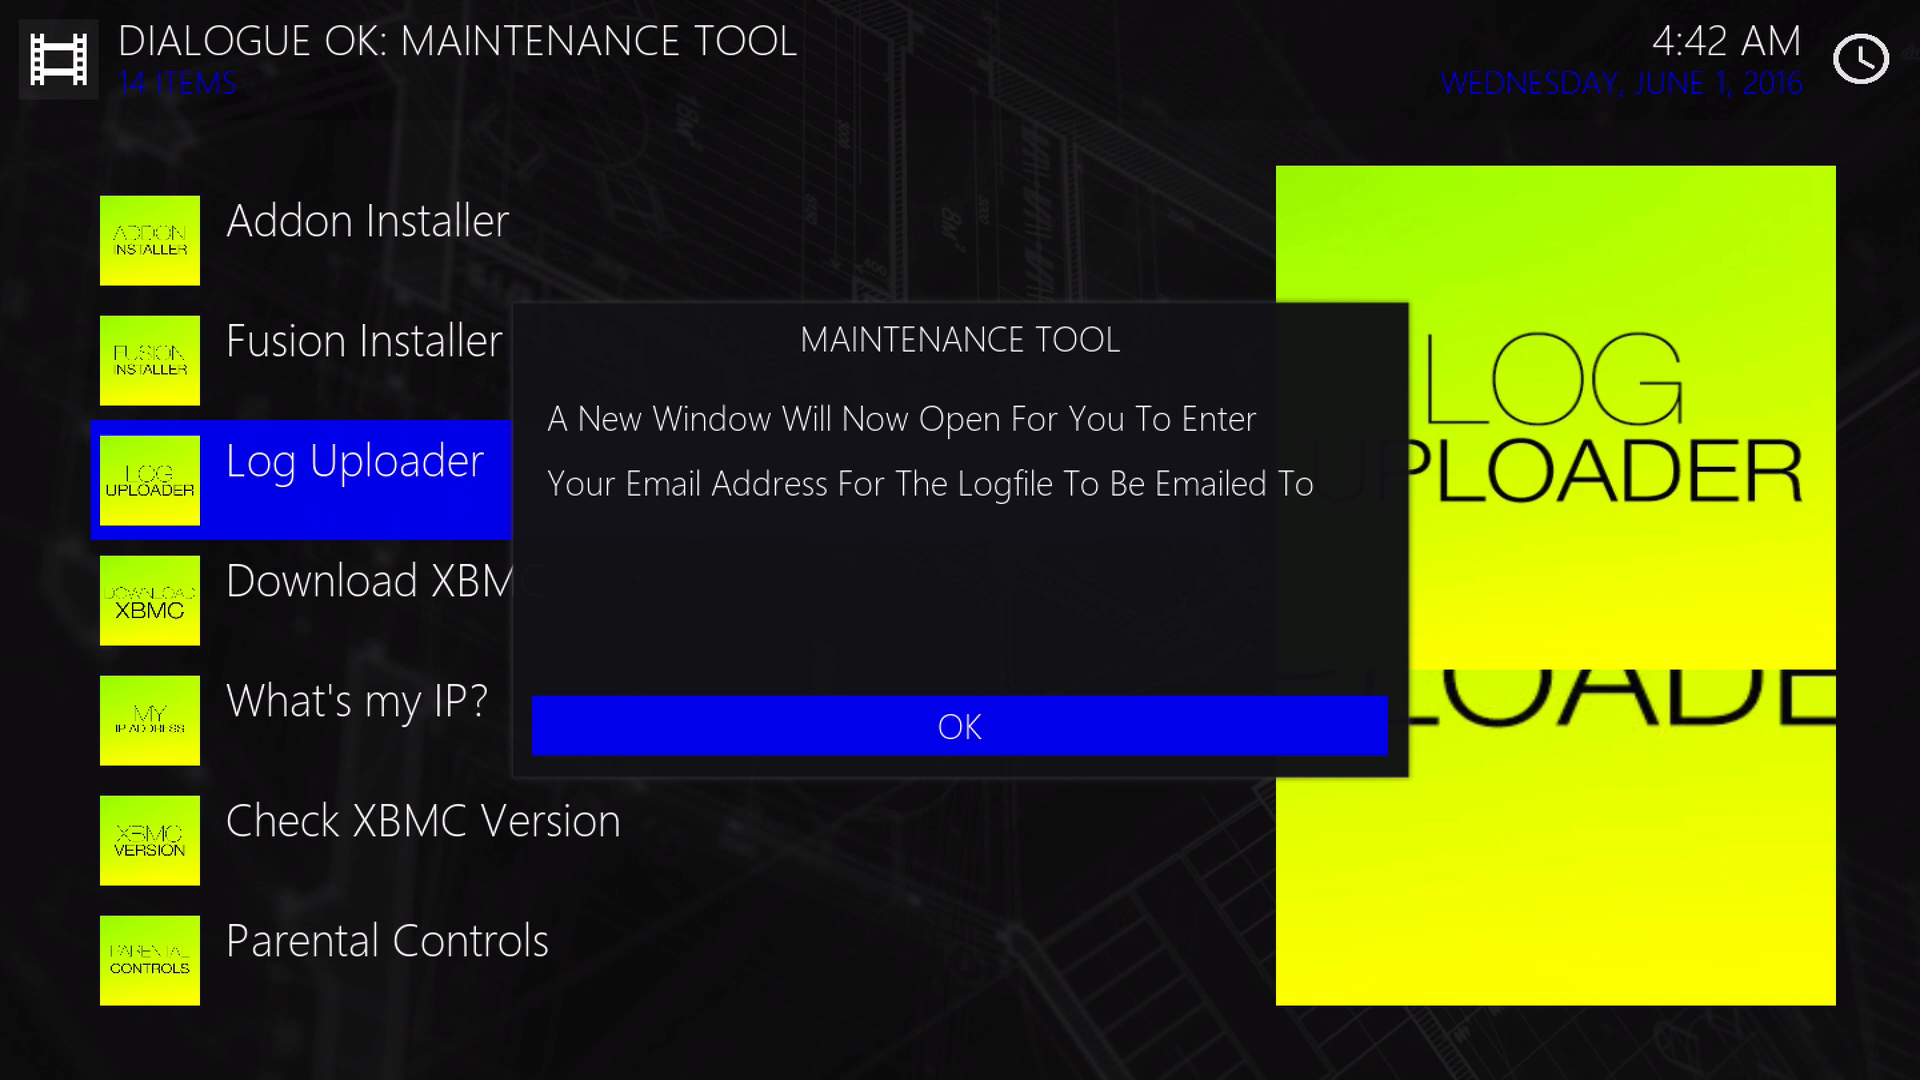 DIALOGUE OK: MAINTENANCE TOOL
14 ITEMS
4:42 AM
WEDNESDAY, JUNE 1, 2016
ADDON
INSTALLER
Addon Installer
FUSION
INSTALLER
Fusion Installer
LOG
UPLOADER
Log Uploader
DOWNLOAD
XBMC
Download XBMC
MY
IP ADDRESS
What's my IP?
XBMC
VERSION
Check XBMC Version
PARENTAL
CONTROLS
Parental Controls
MAINTENANCE TOOL
A New Window Will Now Open For You To Enter
Your Email Address For The Logfile To Be Emailed To
OK
LOG
UPLOADER